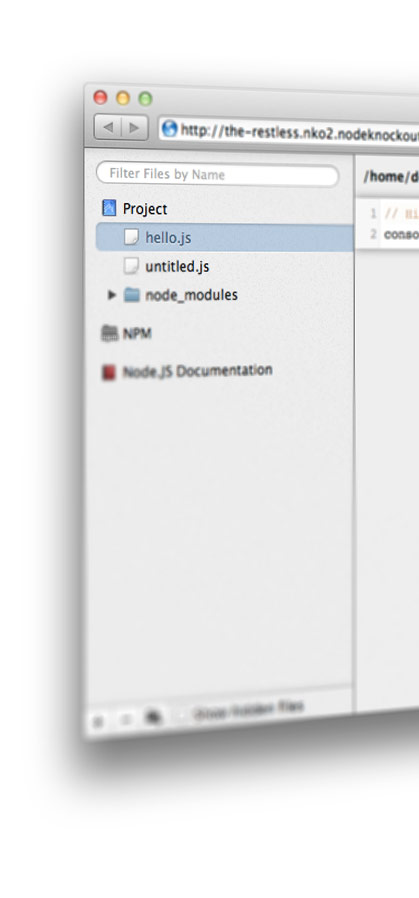 http://the-restless.nko2.nodeknockout
Filter Files by Name
/home/d
Project
1 // Hi
hello.js
2 conso
untitled.js
node_modules
NPM
Node.JS Documentation
Show hidden files